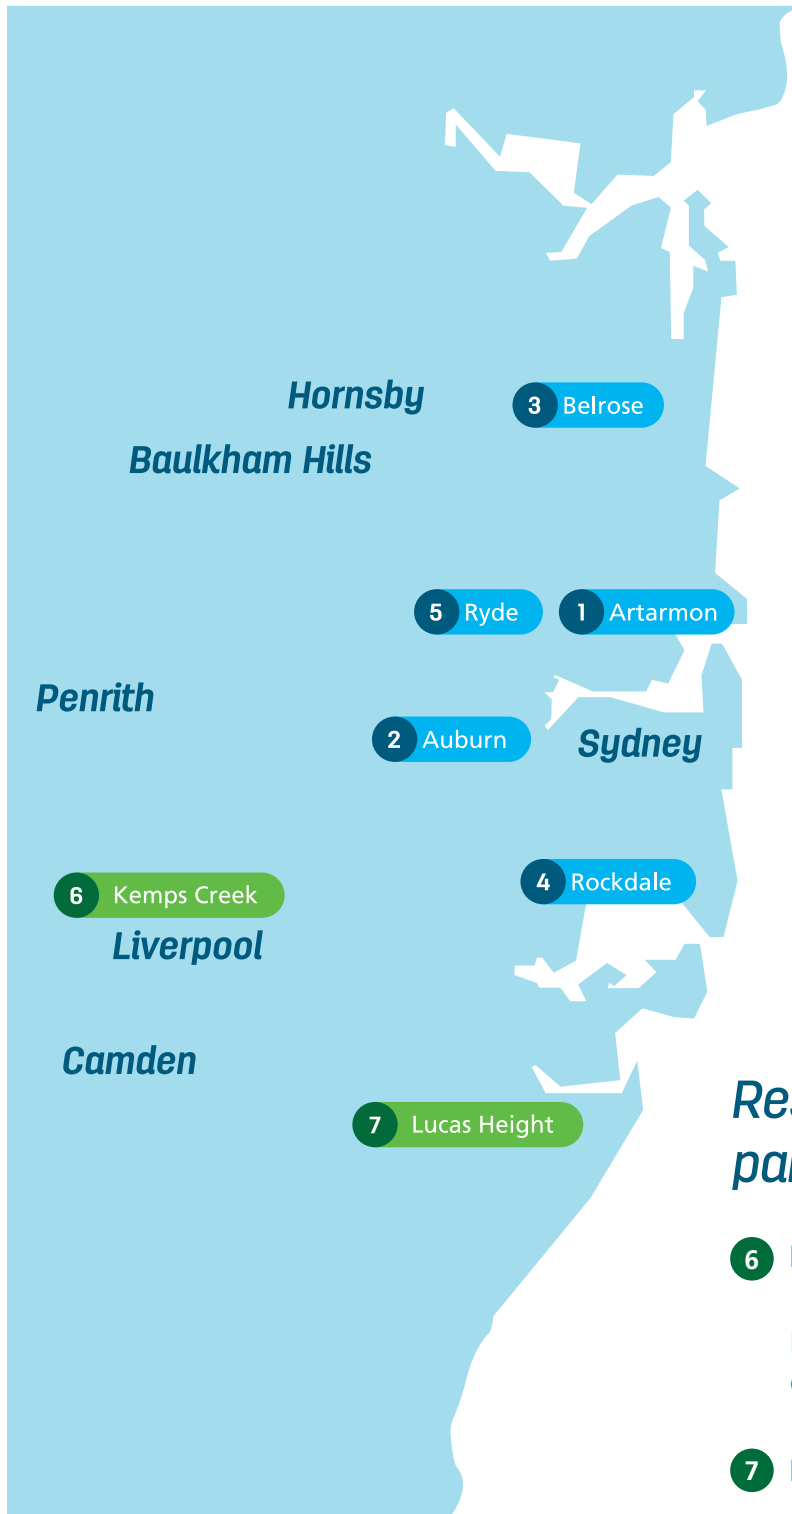 Hornsby
3 Belrose
Baulkham Hills
5 Ryde
1 Artarmon
Penrith
2 Auburn
Sydney
4 Rockdale
6 Kemps Creek
Liverpool
Camden
7 Lucas Height
6
7